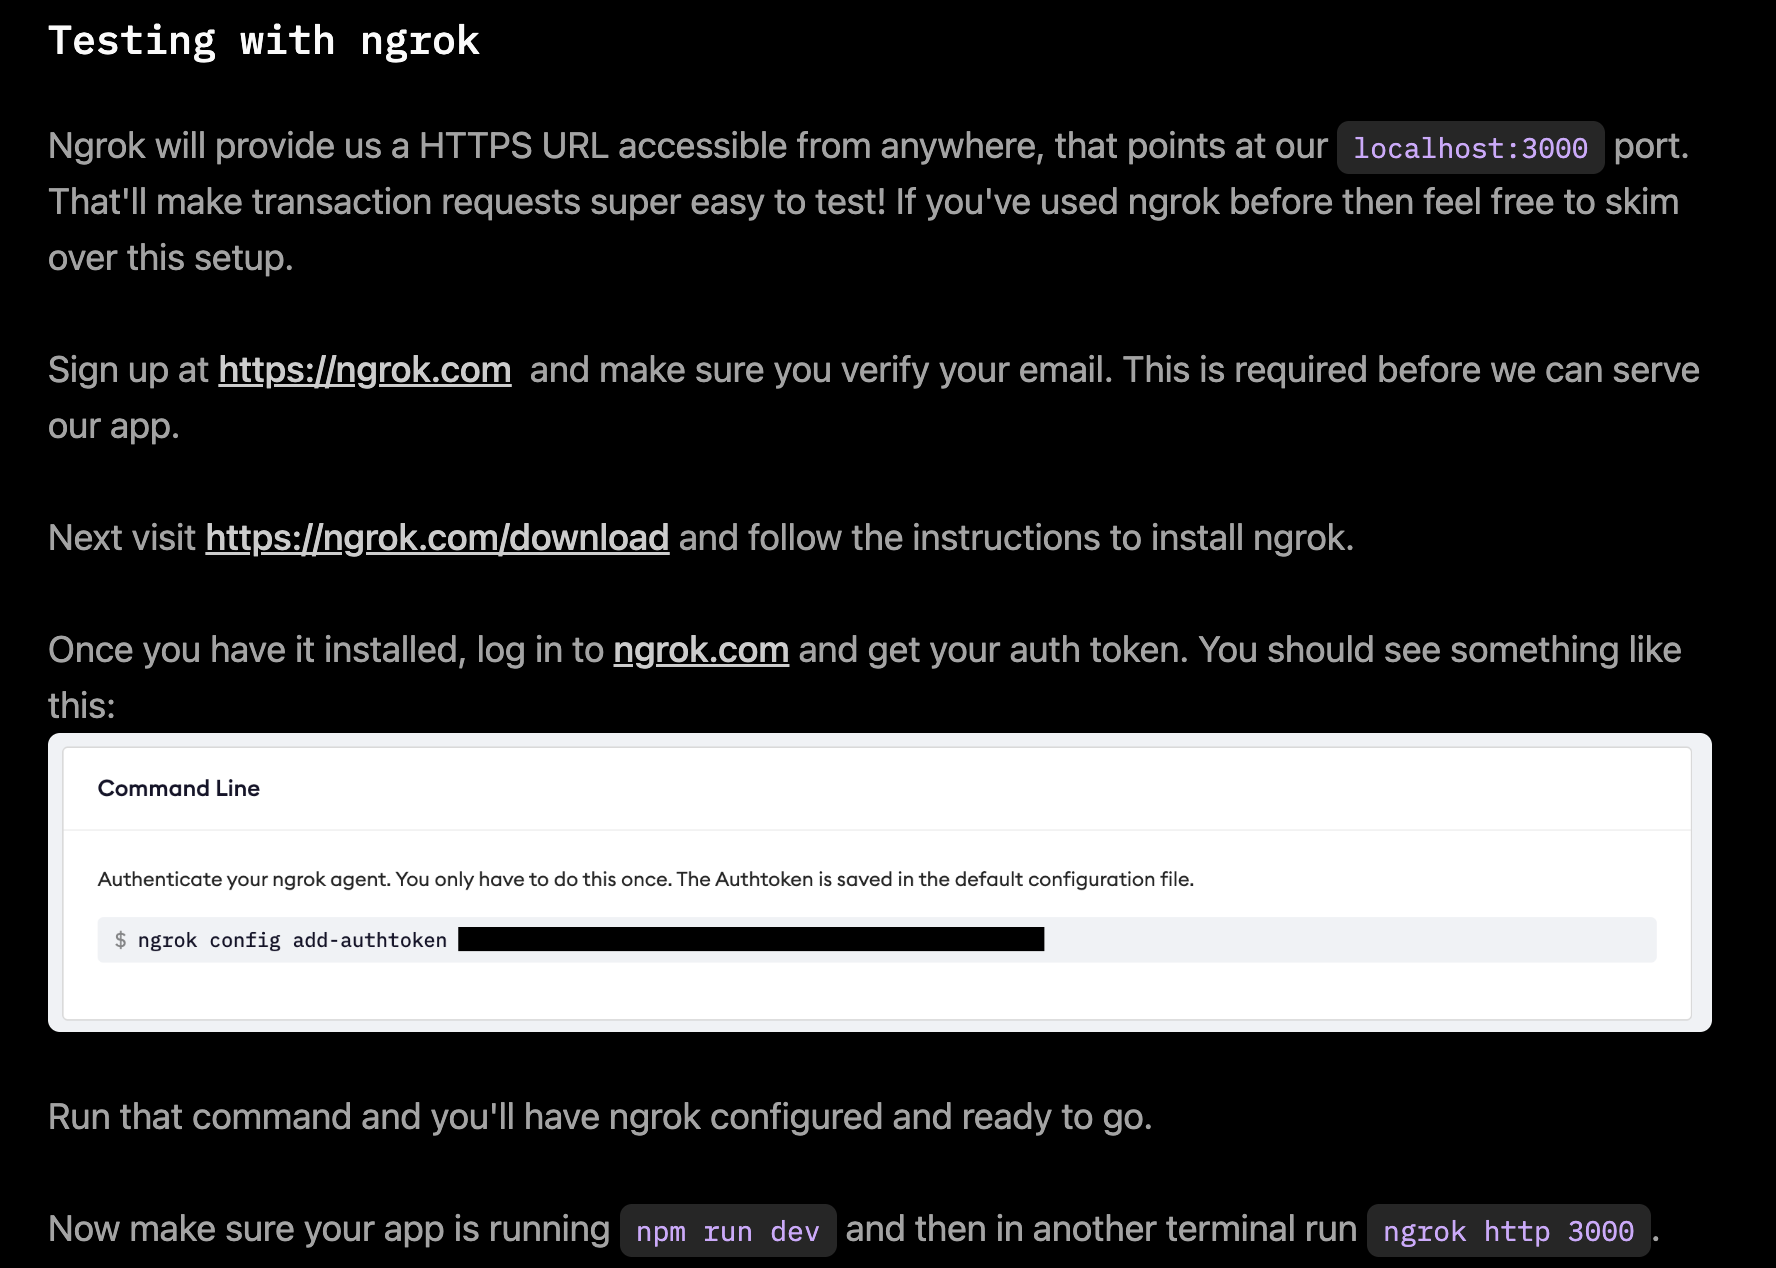 Testing with ngrok
Ngrok will provide us a HTTPS URL accessible from anywhere, that points at our localhost:3000 port.
That'll make transaction requests super easy to test! If you've used ngrok before then feel free to skim
over this setup.
Sign up at https://ngrok.com and make sure you verify your email. This is required before we can serve
our app.
Next visit https://ngrok.com/download and follow the instructions to install ngrok.
Once you have it installed, log in to ngrok.com and get your auth token. You should see something like
this:
Command Line
Authenticate your ngrok agent. You only have to do this once. The Authtoken is saved in the default configuration file.
$ ngrok config add-authtoken
Run that command and you'll have ngrok configured and ready to go.
Now make sure your app is running npm run dev and then in another terminal run ngrok http 3000.